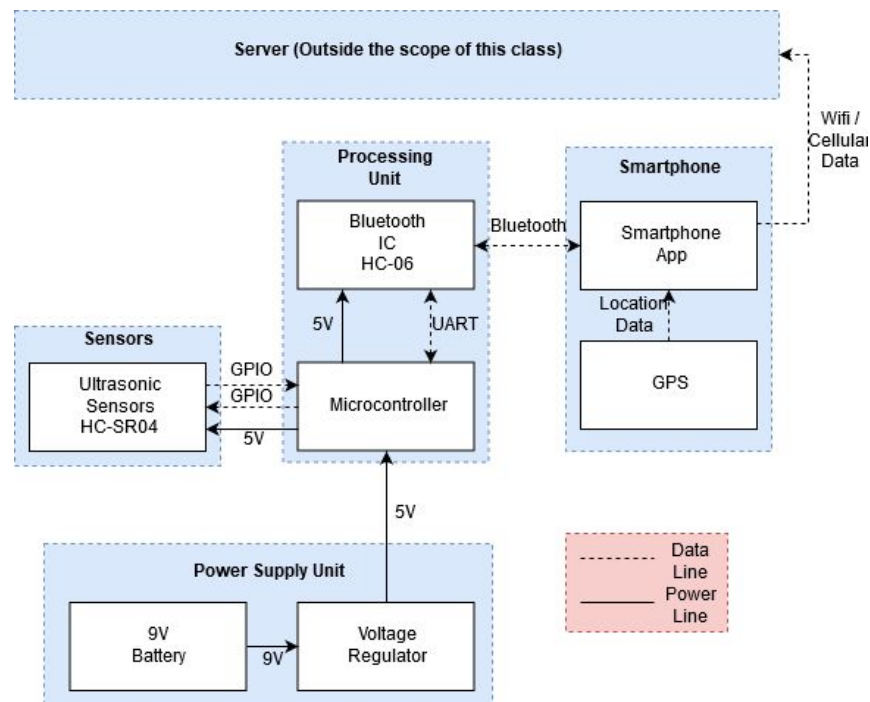 Server (Outside the scope of this class)
Wifi /
Cellular
Data
Processing
Unit
Smartphone
Bluetooth
IC
HC-06
Bluetooth
Smartphone
App
5V
UART
Location
Data
Sensors
Ultrasonic
Sensors
HC-SR04
GPIO
GPIO
5V
Microcontroller
GPS
5V
Power Supply Unit
9V
Battery
9V
Voltage
Regulator
Data
Line
Power
Line